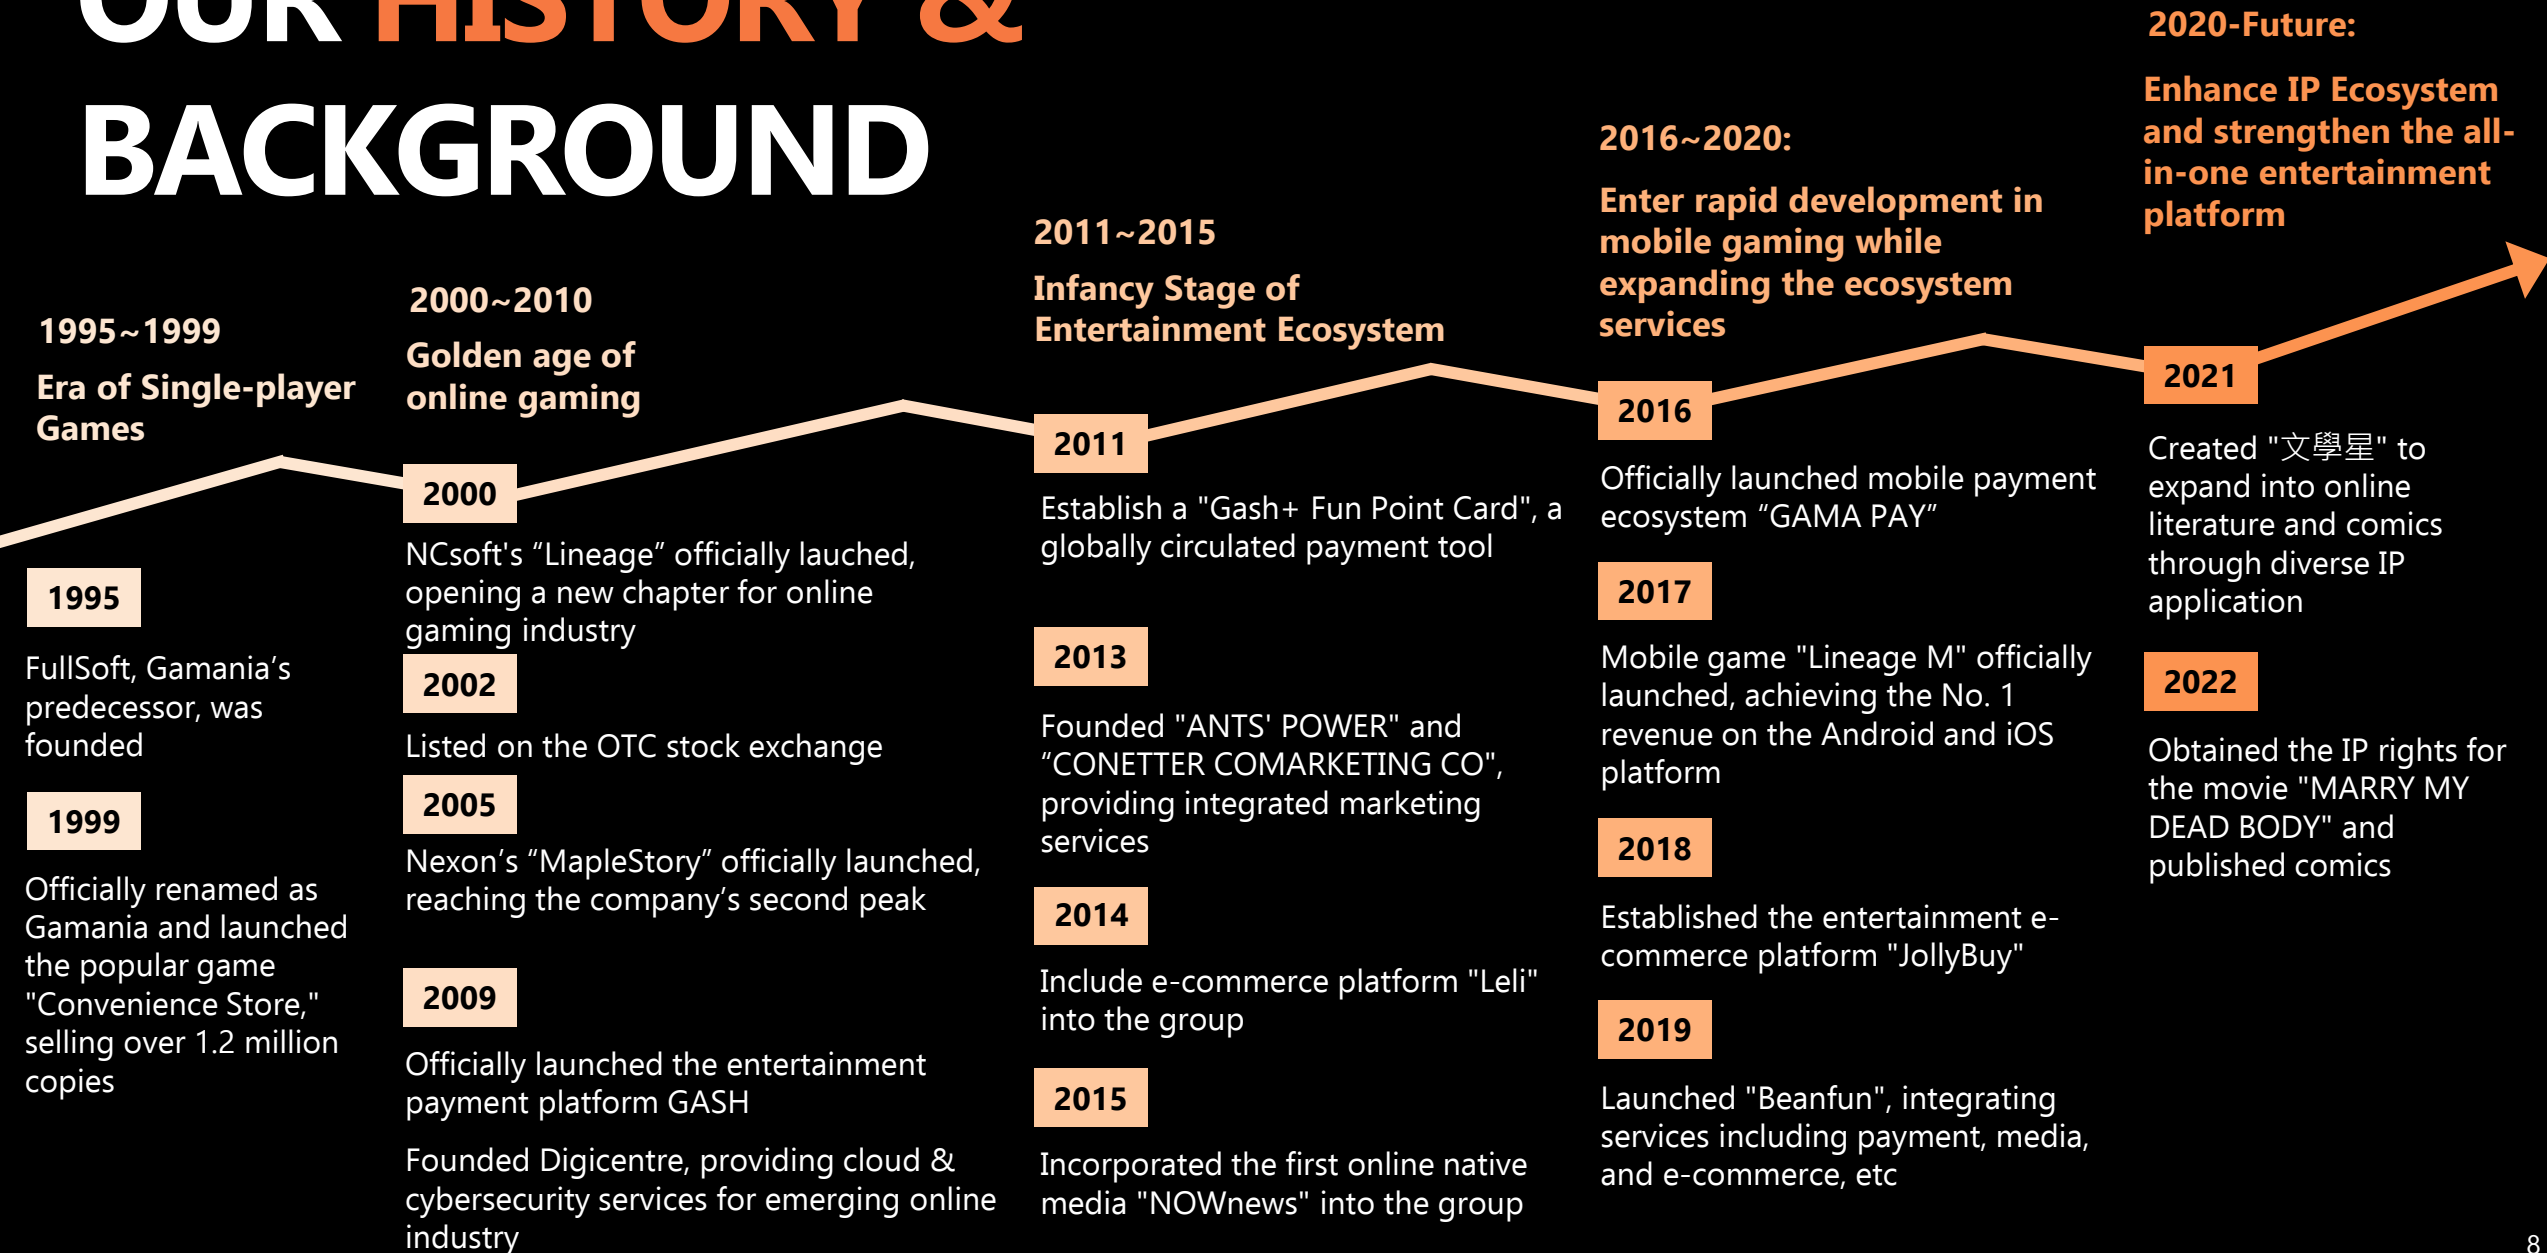 OUR HISTORY &
BACKGROUND
1995~1999
Era of Single-player
Games
1995
FullSoft, Gamania’s
predecessor, was
founded
1999
Officially renamed as
Gamania and launched
the popular game
"Convenience Store,"
selling over 1.2 million
copies
2000~2010
Golden age of
online gaming
2000
NCsoft's “Lineage” officially lauched,
opening a new chapter for online
gaming industry
2002
Listed on the OTC stock exchange
2005
Nexon’s “MapleStory” officially launched,
reaching the company’s second peak
2009
Officially launched the entertainment
payment platform GASH
Founded Digicentre, providing cloud &
cybersecurity services for emerging online
industry
2011~2015
Infancy Stage of
Entertainment Ecosystem
2011
Establish a "Gash+ Fun Point Card", a
globally circulated payment tool
2013
Founded "ANTS' POWER" and
“CONETTER COMARKETING CO",
providing integrated marketing
services
2014
Include e-commerce platform "Leli"
into the group
2015
Incorporated the first online native
media "NOWnews" into the group
2016~2020:
Enter rapid development in
mobile gaming while
expanding the ecosystem
services
2016
Officially launched mobile payment
ecosystem “GAMA PAY”
2017
Mobile game "Lineage M" officially
launched, achieving the No. 1
revenue on the Android and iOS
platform
2018
Established the entertainment e-
commerce platform "JollyBuy"
2019
Launched "Beanfun", integrating
services including payment, media,
and e-commerce, etc
2020-Future:
Enhance IP Ecosystem
and strengthen the all-
in-one entertainment
platform
2021
Created "文學星" to
expand into online
literature and comics
through diverse IP
application
2022
Obtained the IP rights for
the movie "MARRY MY
DEAD BODY" and
published comics
8